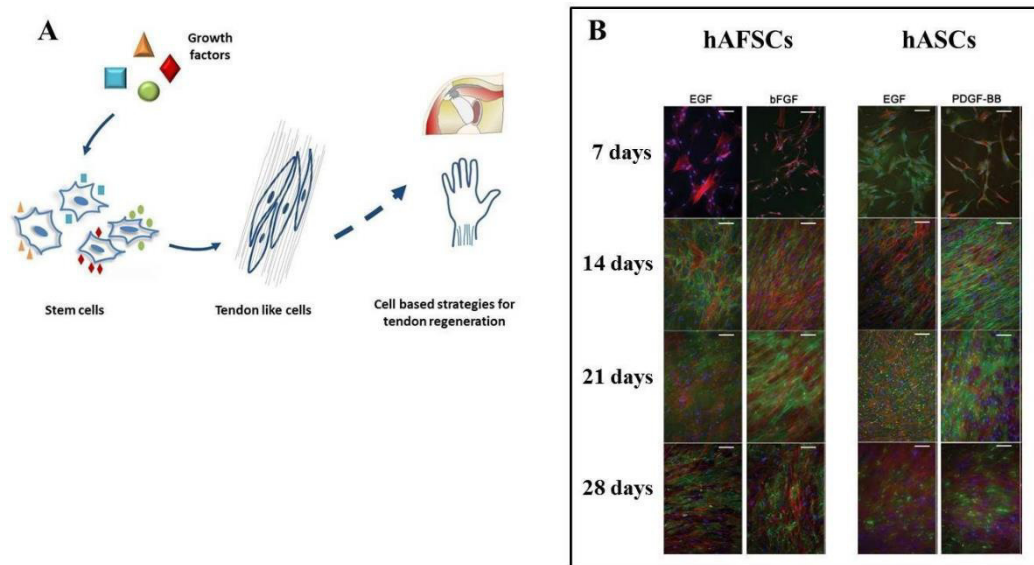 A
Growth
factors
Stem cells
Tendon like cells
Cell based strategies for
tendon regeneration
B
hAFSCs
hASCs
EGF
bFGF
EGF
PDGF-BB
7 days
14 days
21 days
28 days